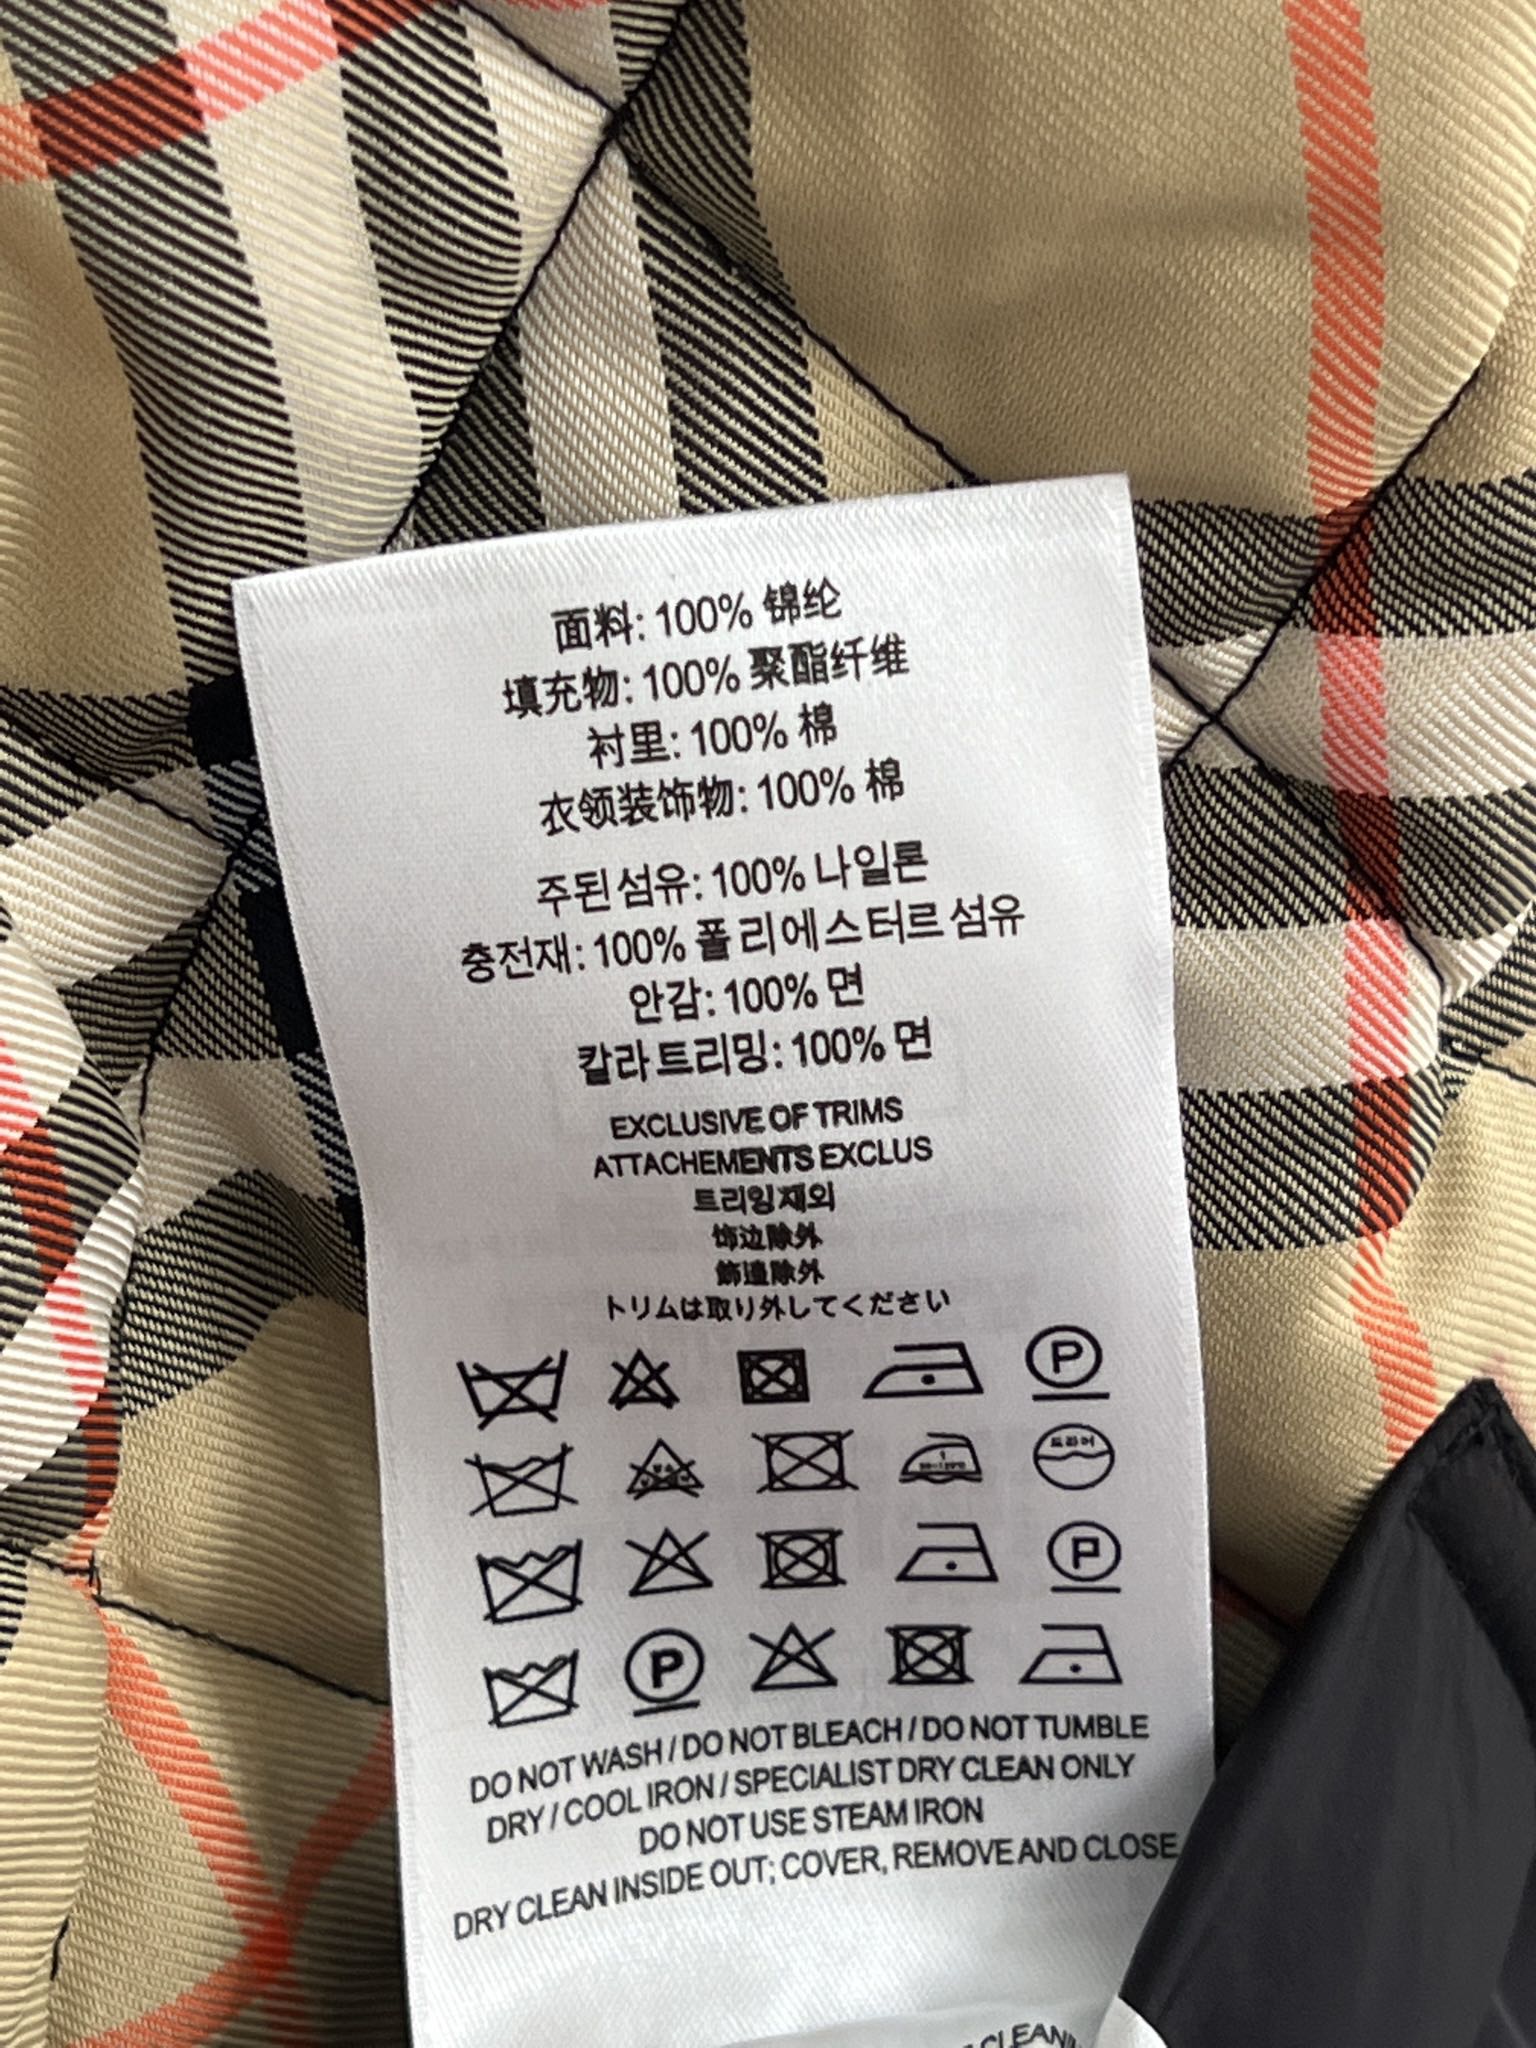 面料: 100% 锦纶
填充物: 100% 聚酯纤维
衬里: 100% 棉
衣领装饰物: 100% 棉
주된 섬유: 100% 나일론
충전재: 100% 폴리에스터르 섬유
안감: 100% 면
칼라 트리밍: 100% 면
EXCLUSIVE OF TRIMS
ATTACHEMENTS EXCLUS
트리잉재외
饰边除外
飾邊除外
トリムは取り外してください
P
드라이
P
P
DO NOT WASH / DO NOT BLEACH / DO NOT TUMBLE
DRY / COOL IRON / SPECIALIST DRY CLEAN ONLY
DO NOT USE STEAM IRON
DRY CLEAN INSIDE OUT; COVER, REMOVE AND CLOSE